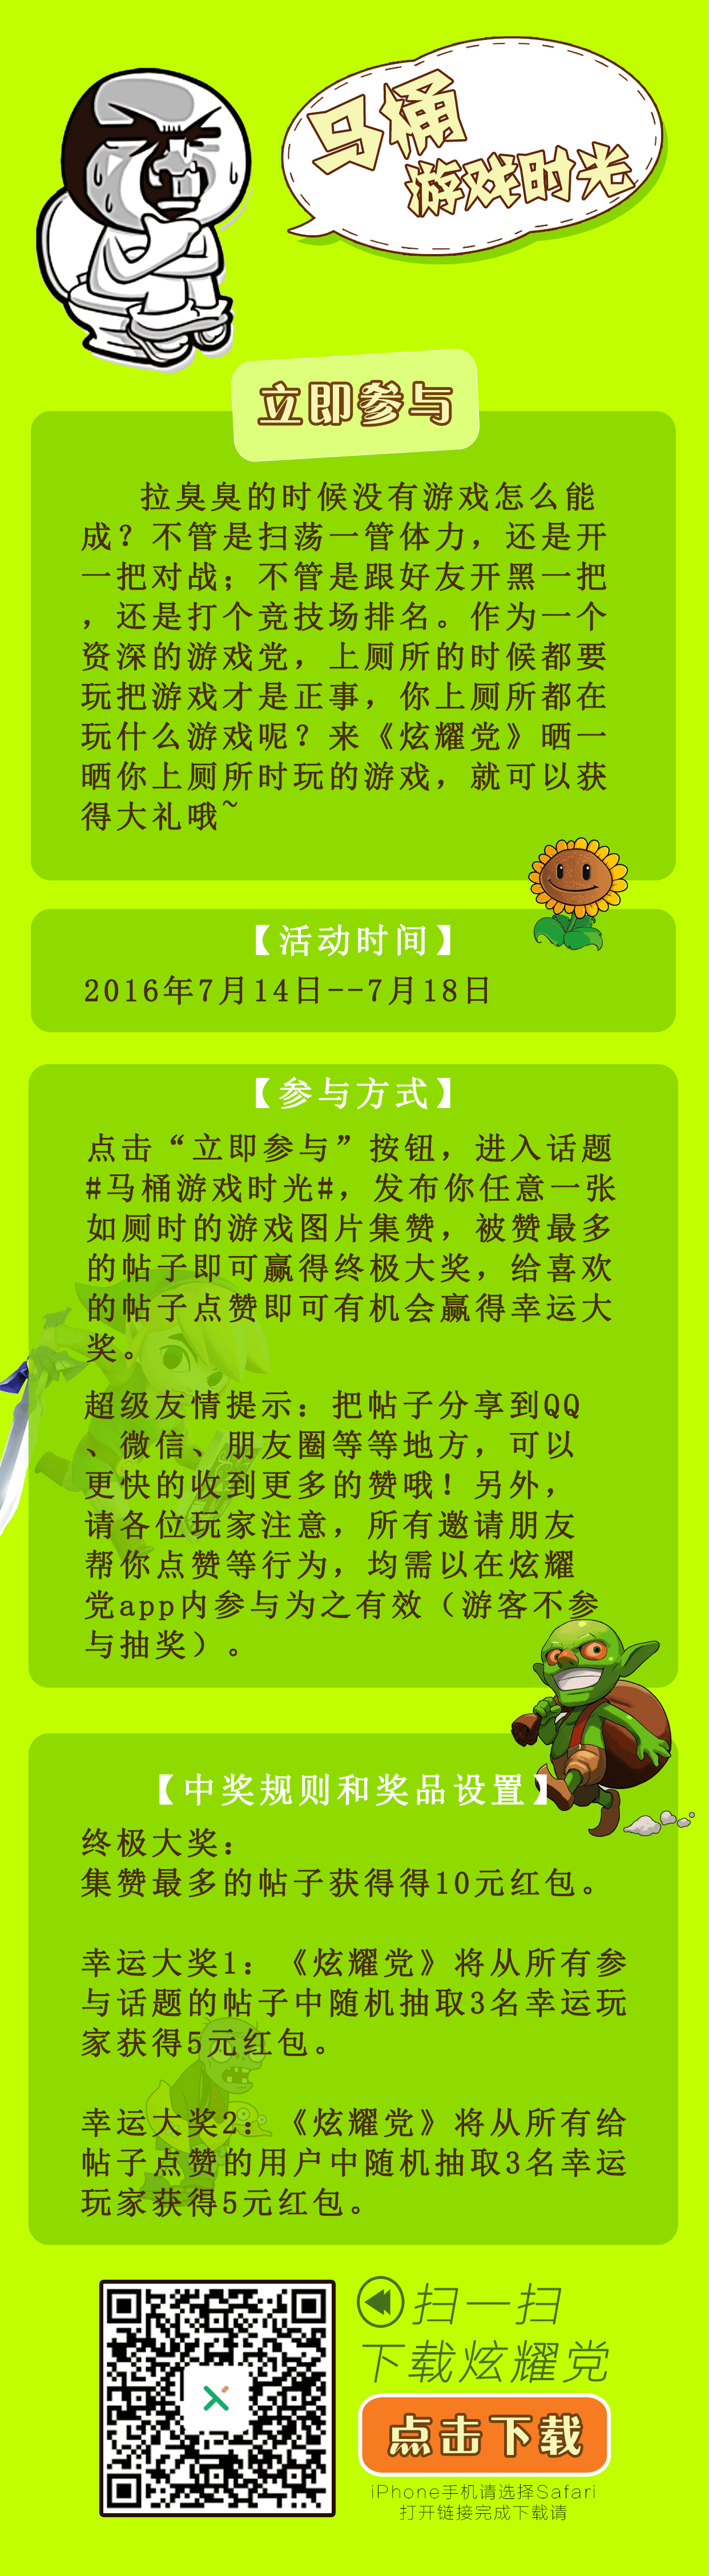 马桶
游戏时光
立即参与
拉臭臭的时候没有游戏怎么能
成？不管是扫荡一管体力，还是开
一把对战；不管是跟好友开黑一把
，还是打个竞技场排名。作为一个
资深的游戏党，上厕所的时候都要
玩把游戏才是正事，你上厕所都在
玩什么游戏呢？来《炫耀党》晒一
晒你上厕所时玩的游戏，就可以获
得大礼哦~
【活动时间】
2016年7月14日--7月18日
【参与方式】
点击“立即参与”按钮，进入话题
#马桶游戏时光#，发布你任意一张
如厕时的游戏图片集赞，被赞最多
的帖子即可赢得终极大奖，给喜欢
的帖子点赞即可有机会赢得幸运大
奖。
超级友情提示：把帖子分享到QQ
、微信、朋友圈等等地方，可以
更快的收到更多的赞哦！另外，
请各位玩家注意，所有邀请朋友
帮你点赞等行为，均需以在炫耀
党app内参与为之有效（游客不参
与抽奖）。
【中奖规则和奖品设置】
终极大奖：
集赞最多的帖子获得得10元红包。
幸运大奖1：《炫耀党》将从所有参
与话题的帖子中随机抽取3名幸运玩
家获得5元红包。
幸运大奖2：《炫耀党》将从所有给
帖子点赞的用户中随机抽取3名幸运
玩家获得5元红包。
扫一扫
下载炫耀党
点击下载
iPhone手机请选择Safari
打开链接完成下载请